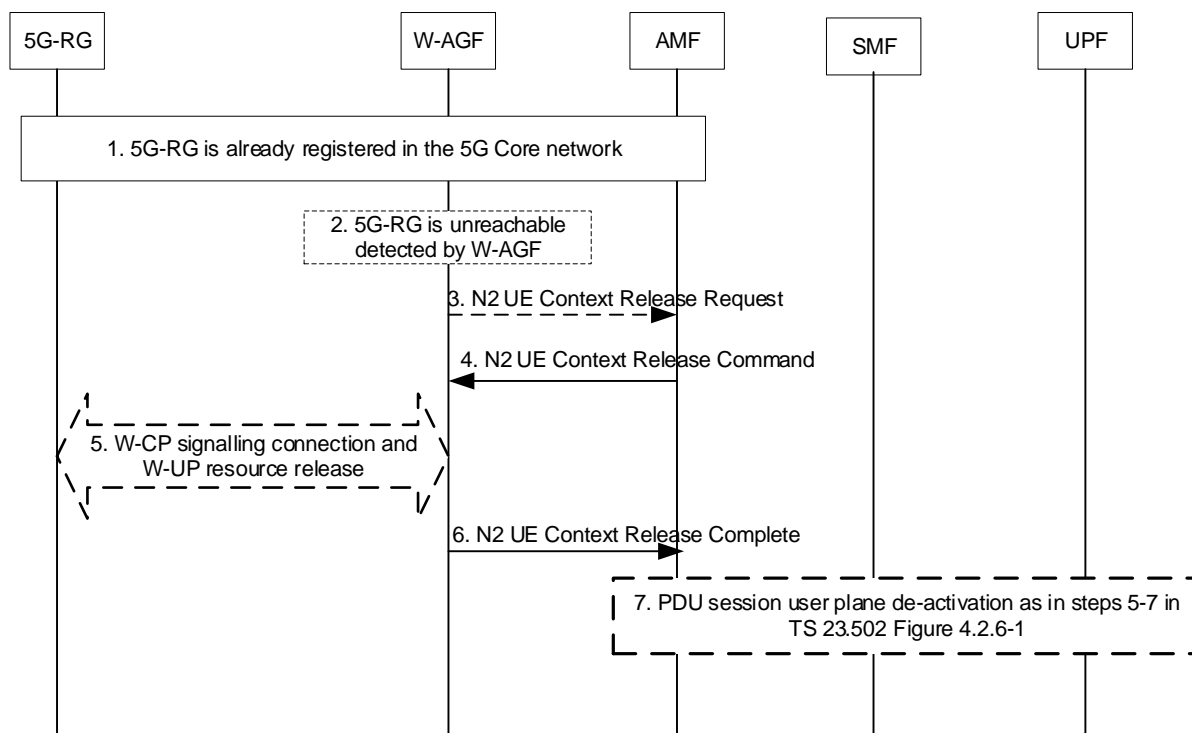 5G-RG
W-AGF
AMF
SMF
UPF
1. 5G-RG is already registered in the 5G Core network
2. 5G-RG is unreachable
detected by W-AGF
3. N2 UE Context Release Request
4. N2 UE Context Release Command
5. W-CP signalling connection and
W-UP resource release
6. N2 UE Context Release Complete
7. PDU session user plane de-activation as in steps 5-7 in
TS 23.502 Figure 4.2.6-1